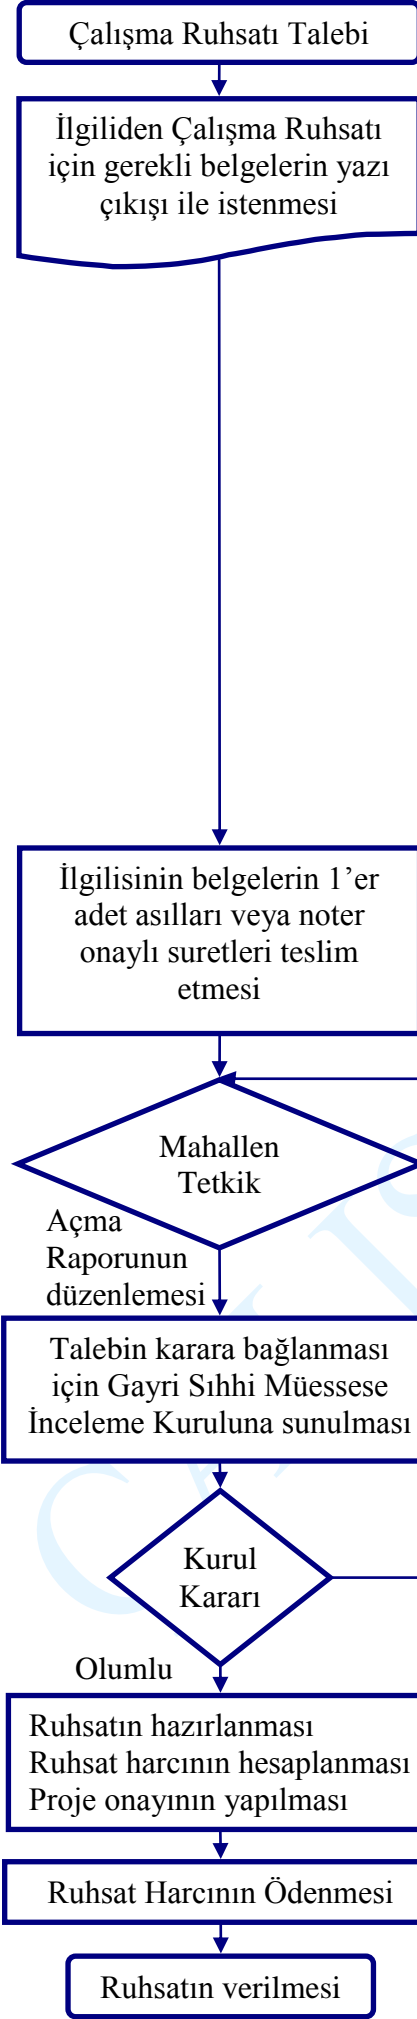 Çalışma Ruhsatı Talebi
İlgiliden Çalışma Ruhsatı
için gerekli belgelerin yazı
çıkışı ile istenmesi
İlgilisinin belgelerin 1’er
adet asılları veya noter
onaylı suretleri teslim
etmesi
Mahallen
Tetkik
Açma
Raporunun
düzenlemesi
Talebin karara bağlanması
için Gayri Sıhhi Müessese
İnceleme Kuruluna sunulması
Kurul
Kararı
Olumlu
Ruhsatın hazırlanması
Ruhsat harcının hesaplanması
Proje onayının yapılması
Ruhsat Harcının Ödenmesi
Ruhsatın verilmesi